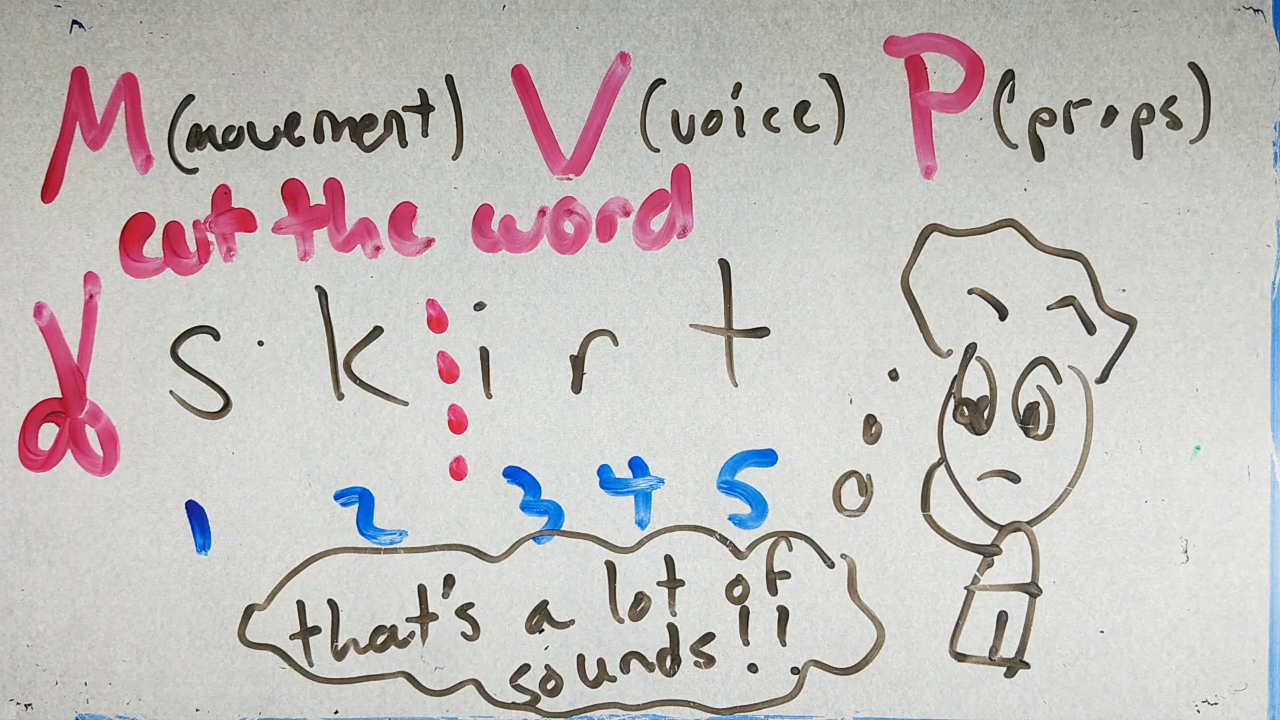 M (movement) V (voice) P (props)
cut the word
s k i r t
1 2 3 4 5
that's a lot of
sounds!!